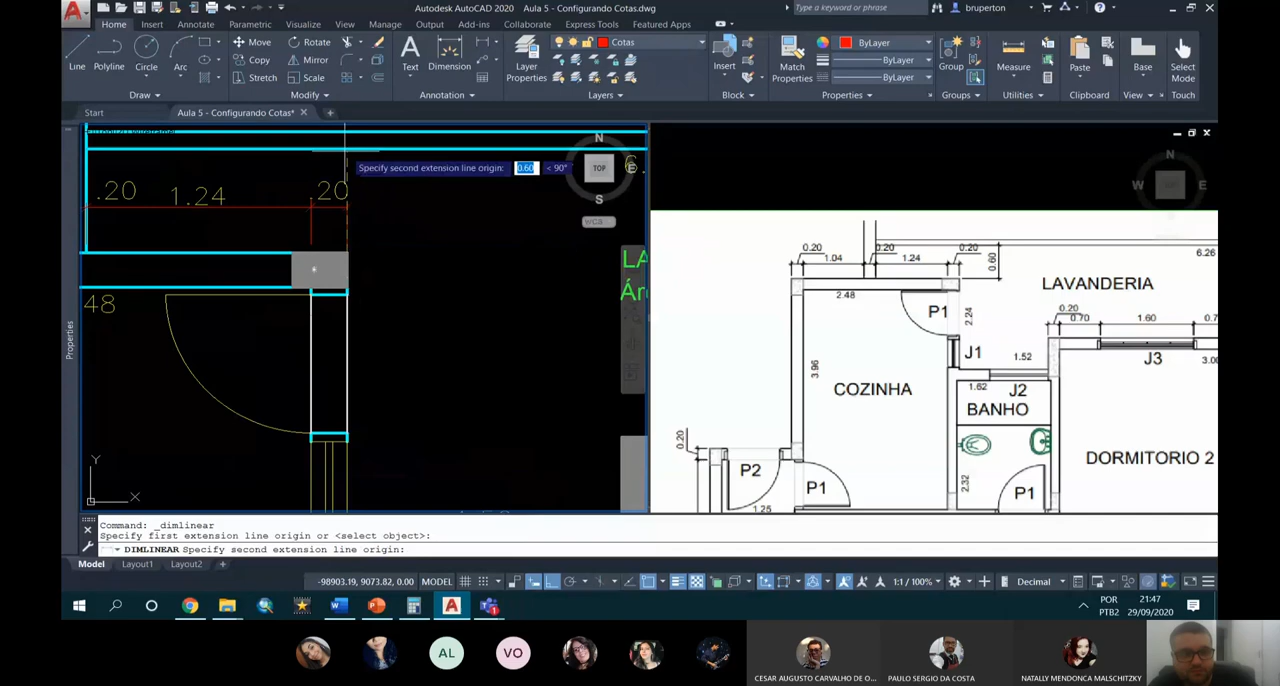 Autodesk AutoCAD 2020   Aula 5 - Configurando Cotas.dwg
Type a keyword or phrase
bruperton
Home Insert Annotate Parametric View Manage Output Add-ins Collaborate Express Tools Featured Apps
Line Polyline Circle Arc
Move Rotate
Copy Mirror
Stretch Scale
Text Dimension
Layer Properties
Cotas
Insert
Match Properties
ByLayer
ByLayer
ByLayer
Group
Measure
Paste
Base
Select Mode
Draw Modify Annotation Layers Block Properties Groups Utilities Clipboard View Touch
Start
Aula 5 - Configurando Cotas*
N
Specify second extension line origin: 0.60 < 90°
TOP
E
S
.20 1.24 .20
48
LA
Ár
Y
X
Properties
N
W
E
0.20 0.20 0.20
1.04 1.24
0.60
6.26
LAVANDERIA
2.48
P1
2.24
0.20
0.70 1.60 0.7
J1
J3
1.52
3.00
3.96
COZINHA
1.62 J2
BANHO
0.20
P2
DORMITORIO 2
P1
2.32
P1
1.25
Command: _dimlinear
Specify first extension line origin or <select object>:
DIMLINEAR Specify second extension line origin:
Model Layout1 Layout2
-98903.19, 9073.82, 0.00 MODEL
1:1 / 100%
Decimal
POR
PTB2
21:47
29/09/2020
AL
VO
CESAR AUGUSTO CARVALHO DE O...
PAULO SERGIO DA COSTA
NATALLY MENDONCA MALSCHITZKY